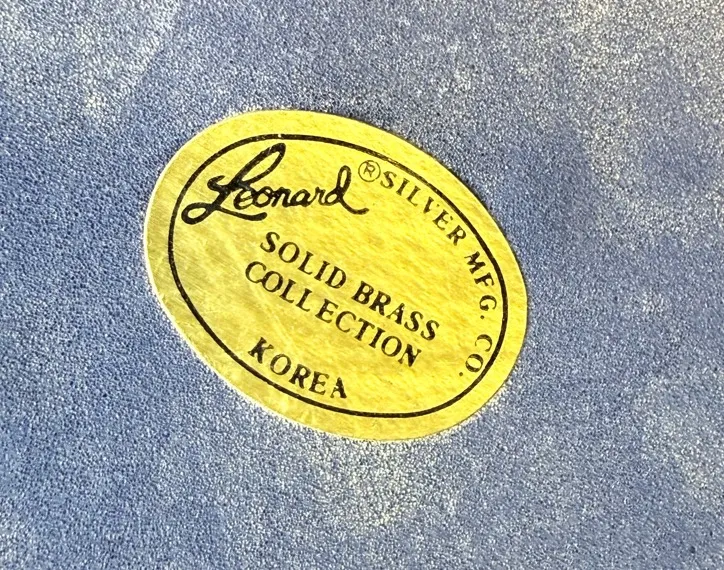 Leonard® SILVER MFG. CO.
SOLID BRASS
COLLECTION
KOREA